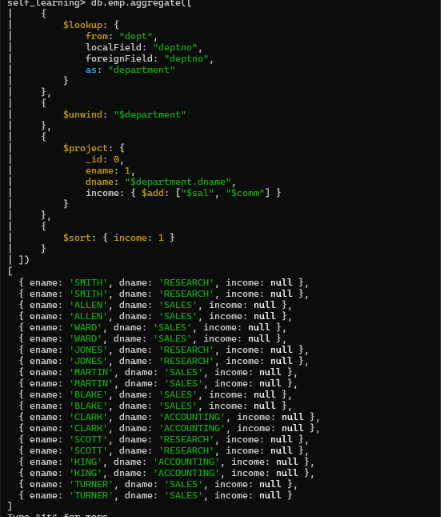 self_learning> db.emp.aggregate([
|     {
|         $lookup: {
|             from: "dept",
|             localField: "deptno",
|             foreignField: "deptno",
|             as: "department"
|         }
|     },
|     {
|         $unwind: "$department"
|     },
|     {
|         $project: {
|             _id: 0,
|             ename: 1,
|             dname: "$department.dname",
|             income: { $add: ["$sal", "$comm"] }
|         }
|     },
|     {
|         $sort: { income: 1 }
|     }
| ])
[
  { ename: 'SMITH', dname: 'RESEARCH', income: null },
  { ename: 'SMITH', dname: 'RESEARCH', income: null },
  { ename: 'ALLEN', dname: 'SALES', income: null },
  { ename: 'ALLEN', dname: 'SALES', income: null },
  { ename: 'WARD', dname: 'SALES', income: null },
  { ename: 'WARD', dname: 'SALES', income: null },
  { ename: 'JONES', dname: 'RESEARCH', income: null },
  { ename: 'JONES', dname: 'RESEARCH', income: null },
  { ename: 'MARTIN', dname: 'SALES', income: null },
  { ename: 'MARTIN', dname: 'SALES', income: null },
  { ename: 'BLAKE', dname: 'SALES', income: null },
  { ename: 'BLAKE', dname: 'SALES', income: null },
  { ename: 'CLARK', dname: 'ACCOUNTING', income: null },
  { ename: 'CLARK', dname: 'ACCOUNTING', income: null },
  { ename: 'SCOTT', dname: 'RESEARCH', income: null },
  { ename: 'SCOTT', dname: 'RESEARCH', income: null },
  { ename: 'KING', dname: 'ACCOUNTING', income: null },
  { ename: 'KING', dname: 'ACCOUNTING', income: null },
  { ename: 'TURNER', dname: 'SALES', income: null },
  { ename: 'TURNER', dname: 'SALES', income: null }
]
Type "it" for more